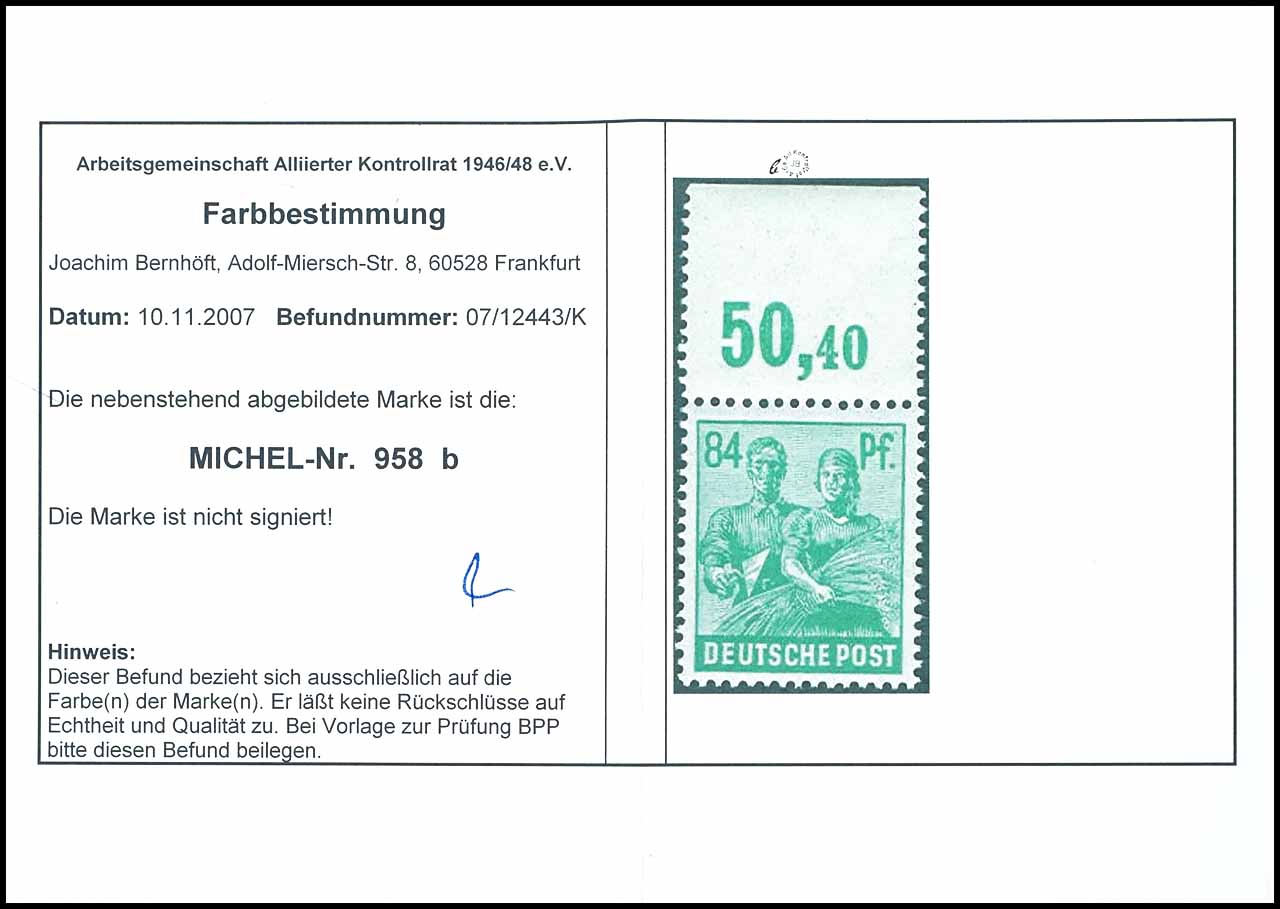 Arbeitsgemeinschaft Alliierter Kontrollrat 1946/48 e.V.
Farbbestimmung
Joachim Bernhöft, Adolf-Miersch-Str. 8, 60528 Frankfurt
Datum: 10.11.2007 Befundnummer: 07/12443/K
Die nebenstehend abgebildete Marke ist die:
MICHEL-Nr. 958 b
Die Marke ist nicht signiert!
Hinweis:
Dieser Befund bezieht sich ausschließlich auf die
Farbe(n) der Marke(n). Er läßt keine Rückschlüsse auf
Echtheit und Qualität zu. Bei Vorlage zur Prüfung BPP
bitte diesen Befund beilegen.
50,40
84 Pf.
DEUTSCHE POST